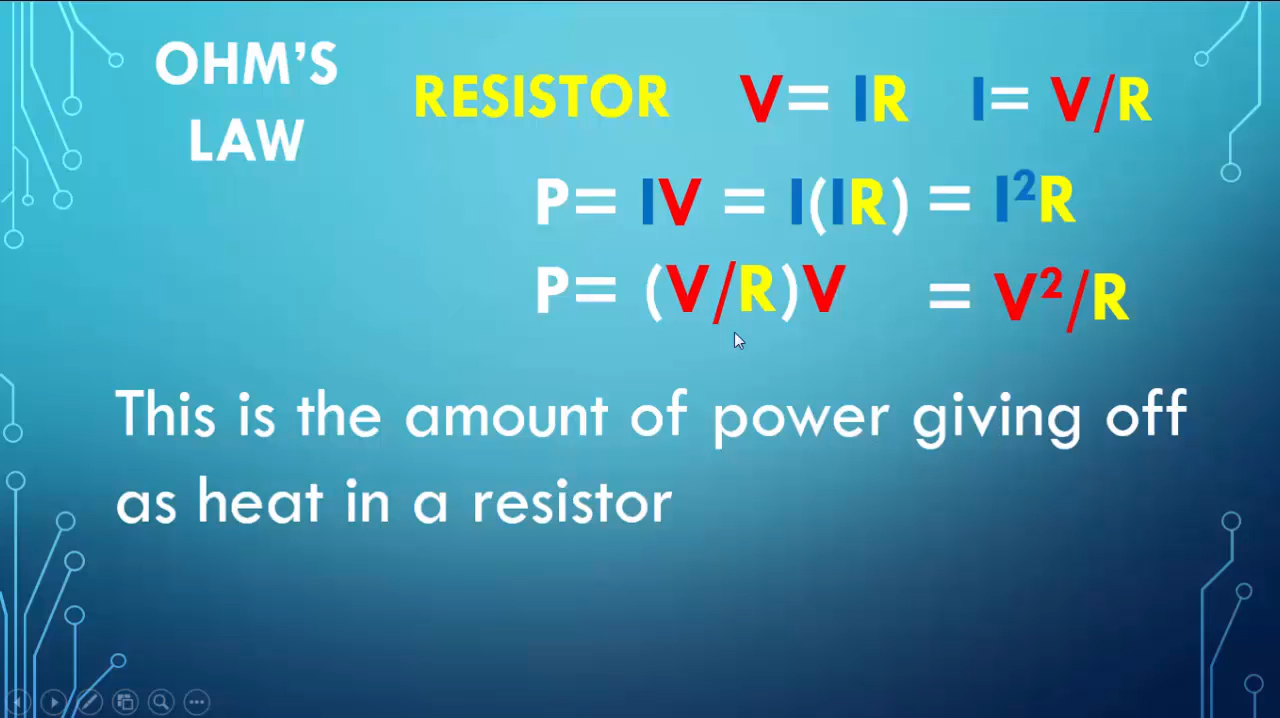 OHM'S
LAW
RESISTOR V= IR I= V/R
P= IV = I(IR) = I²R
P= (V/R)V = V²/R
This is the amount of power giving off
as heat in a resistor